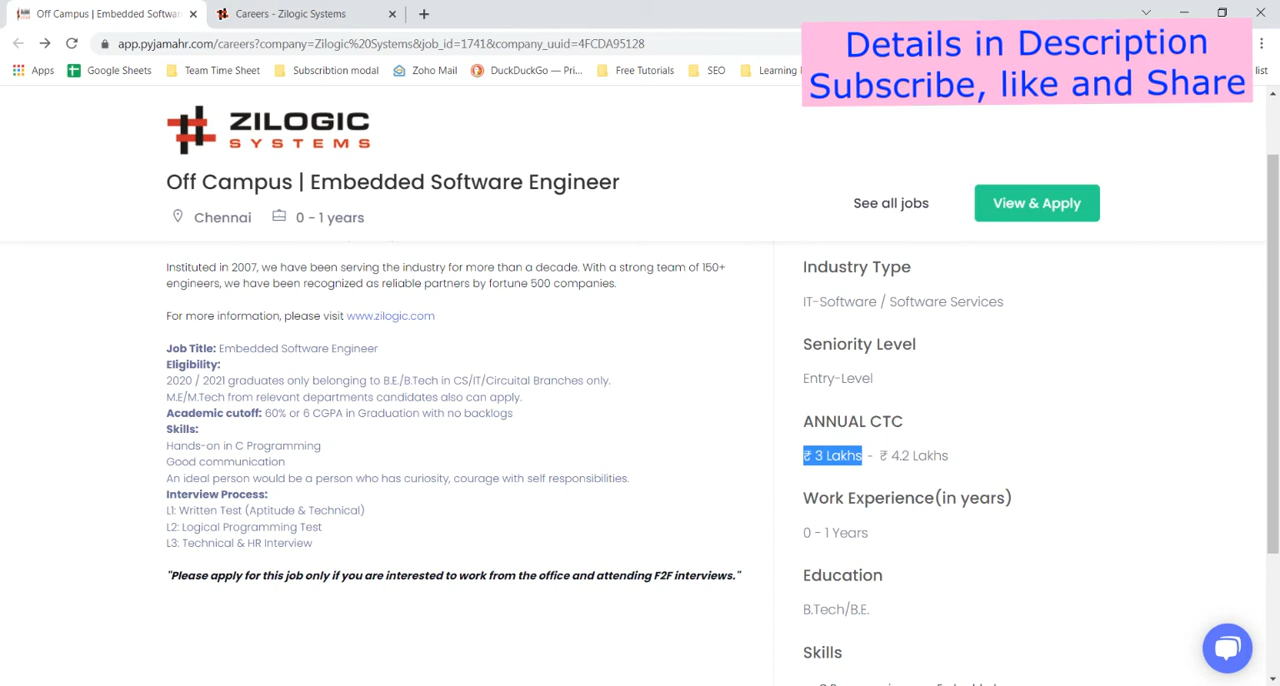 Off Campus | Embedded Softwar
Careers - Zilogic Systems
app.pyjamahr.com/careers?company=Zilogic%20Systems&job_id=1741&company_uuid=4FCDA95128
Apps
Google Sheets
Team Time Sheet
Subscribtion modal
Zoho Mail
DuckDuckGo — Pri...
Free Tutorials
SEO
Learning
list
Details in Description
Subscribe, like and Share
ZILOGIC
SYSTEMS
Off Campus | Embedded Software Engineer
Chennai 0 - 1 years
See all jobs
View & Apply
Instituted in 2007, we have been serving the industry for more than a decade. With a strong team of 150+
engineers, we have been recognized as reliable partners by fortune 500 companies.
For more information, please visit www.zilogic.com
Job Title: Embedded Software Engineer
Eligibility:
2020 / 2021 graduates only belonging to B.E./B.Tech in CS/IT/Circuital Branches only.
M.E/M.Tech from relevant departments candidates also can apply.
Academic cutoff: 60% or 6 CGPA in Graduation with no backlogs
Skills:
Hands-on in C Programming
Good communication
An ideal person would be a person who has curiosity, courage with self responsibilities.
Interview Process:
L1: Written Test (Aptitude & Technical)
L2: Logical Programming Test
L3: Technical & HR Interview
"Please apply for this job only if you are interested to work from the office and attending F2F interviews."
Industry Type
IT-Software / Software Services
Seniority Level
Entry-Level
ANNUAL CTC
₹ 3 Lakhs - ₹ 4.2 Lakhs
Work Experience(in years)
0 - 1 Years
Education
B.Tech/B.E.
Skills